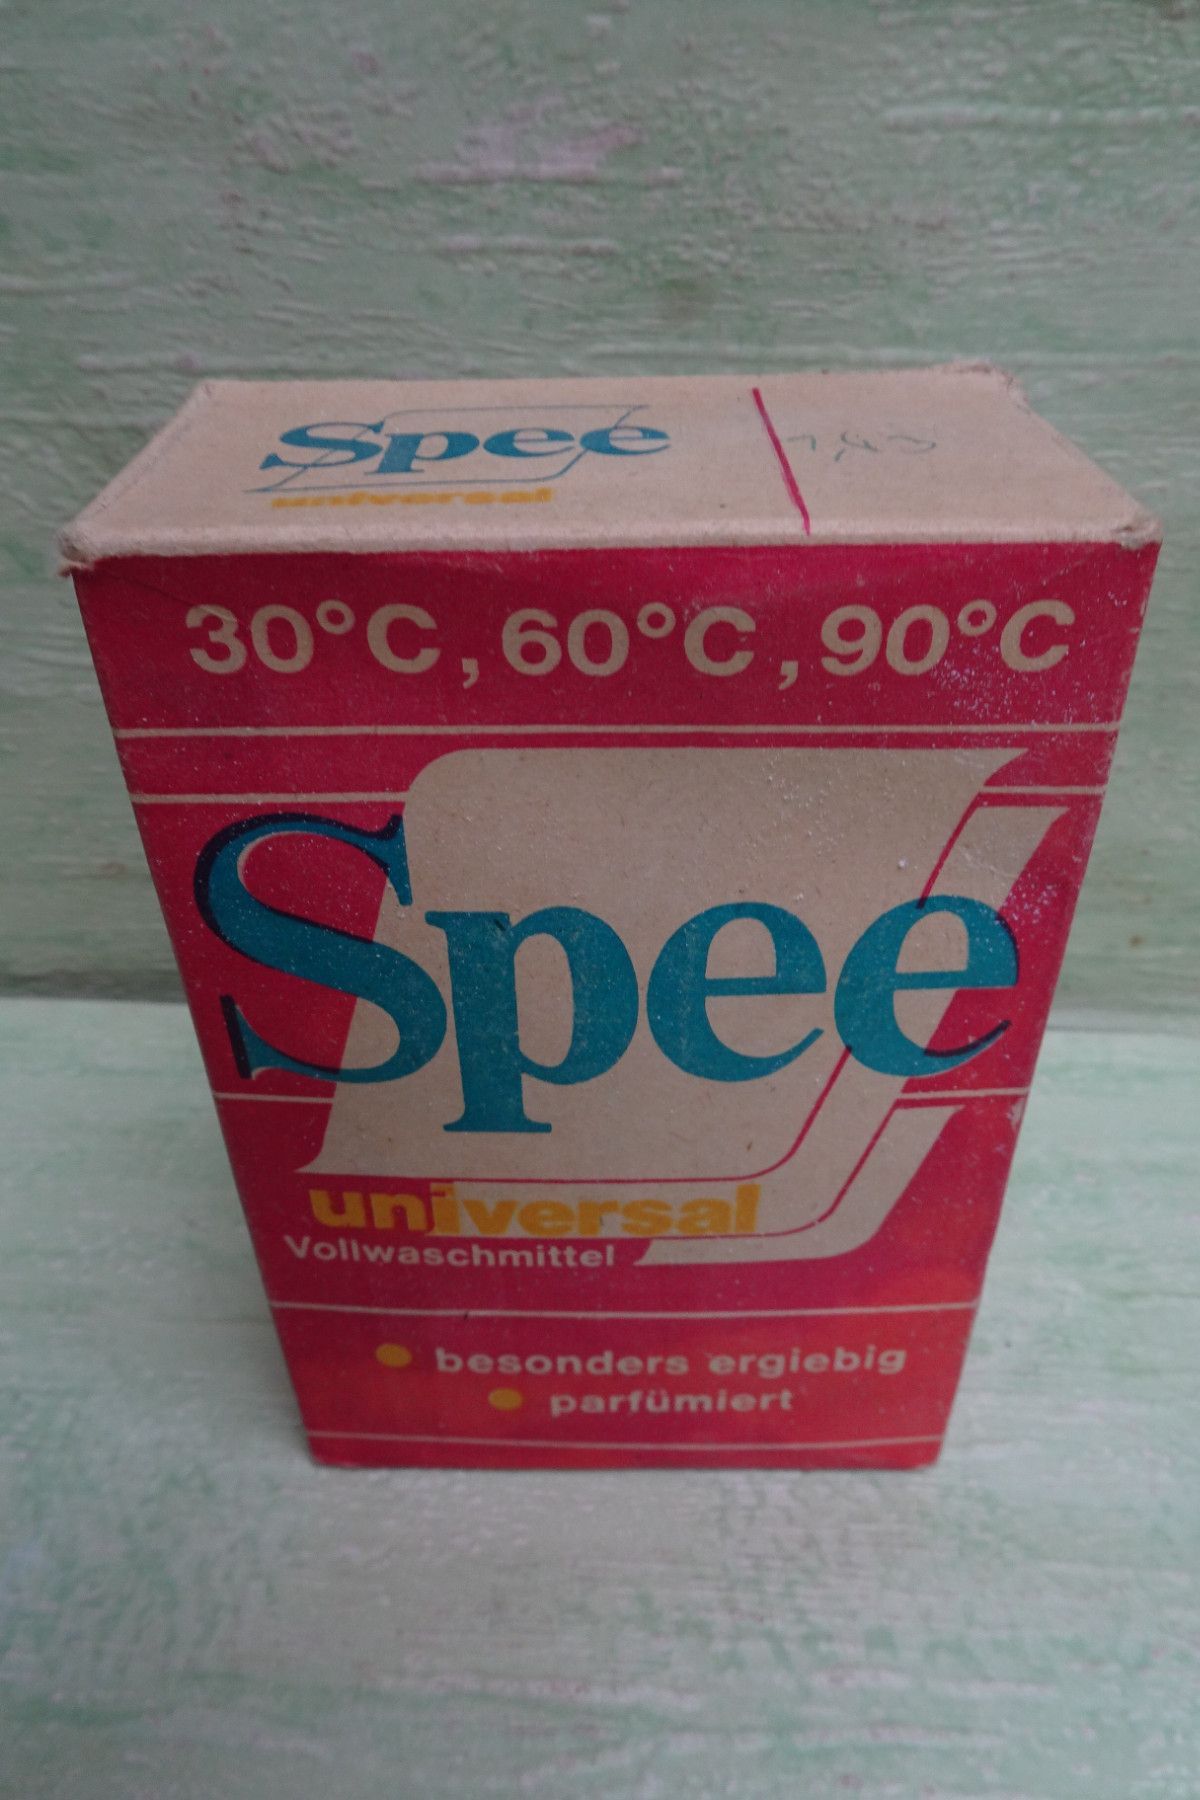 Spee
universal
30°C, 60°C, 90°C
Spee
universal
Vollwaschmittel
besonders ergiebig
parfümiert